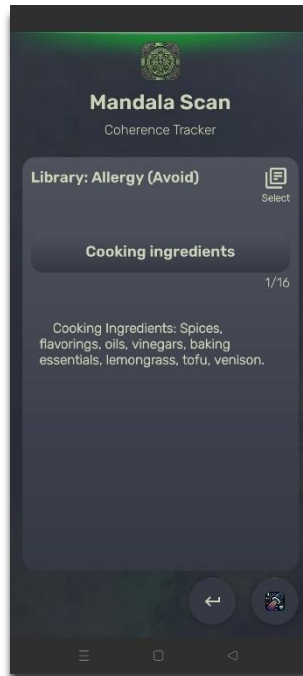 Mandala Scan
Coherence Tracker
Library: Allergy (Avoid)
Select
Cooking ingredients
1/16
Cooking Ingredients: Spices,
flavorings, oils, vinegars, baking
essentials, lemongrass, tofu, venison.